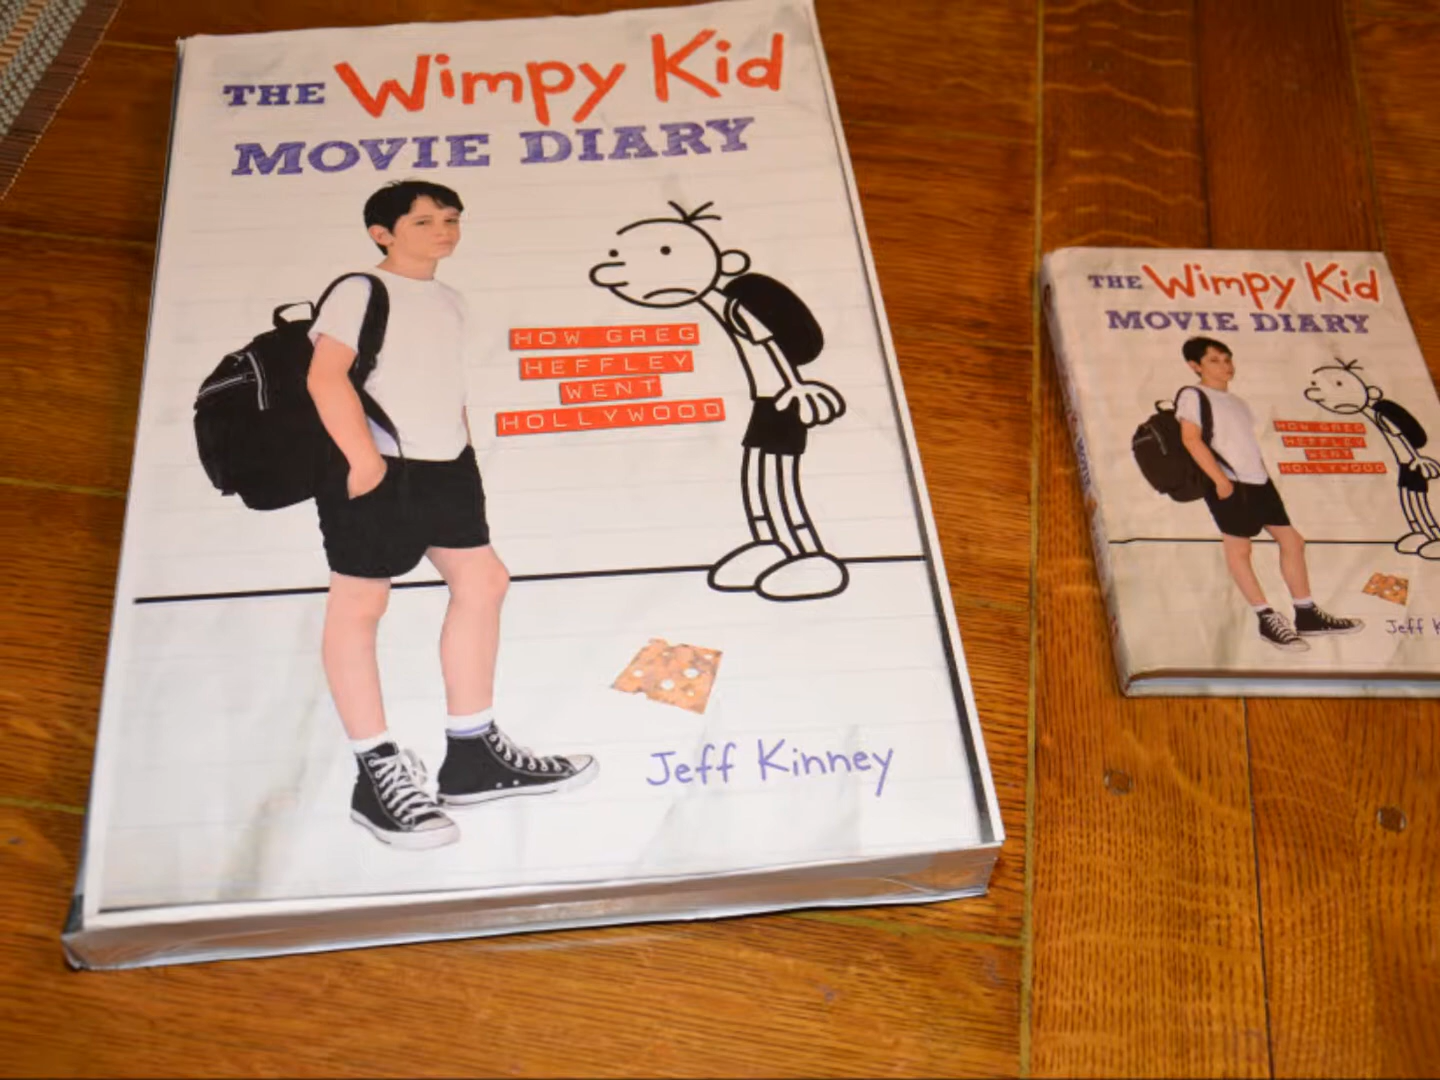 THE Wimpy Kid
MOVIE DIARY
HOW GREG
HEFFLEY
WENT
HOLLYWOOD
Jeff Kinney
THE Wimpy Kid
MOVIE DIARY
HOW GREG
HEFFLEY
WENT
HOLLYWOOD
Jeff K